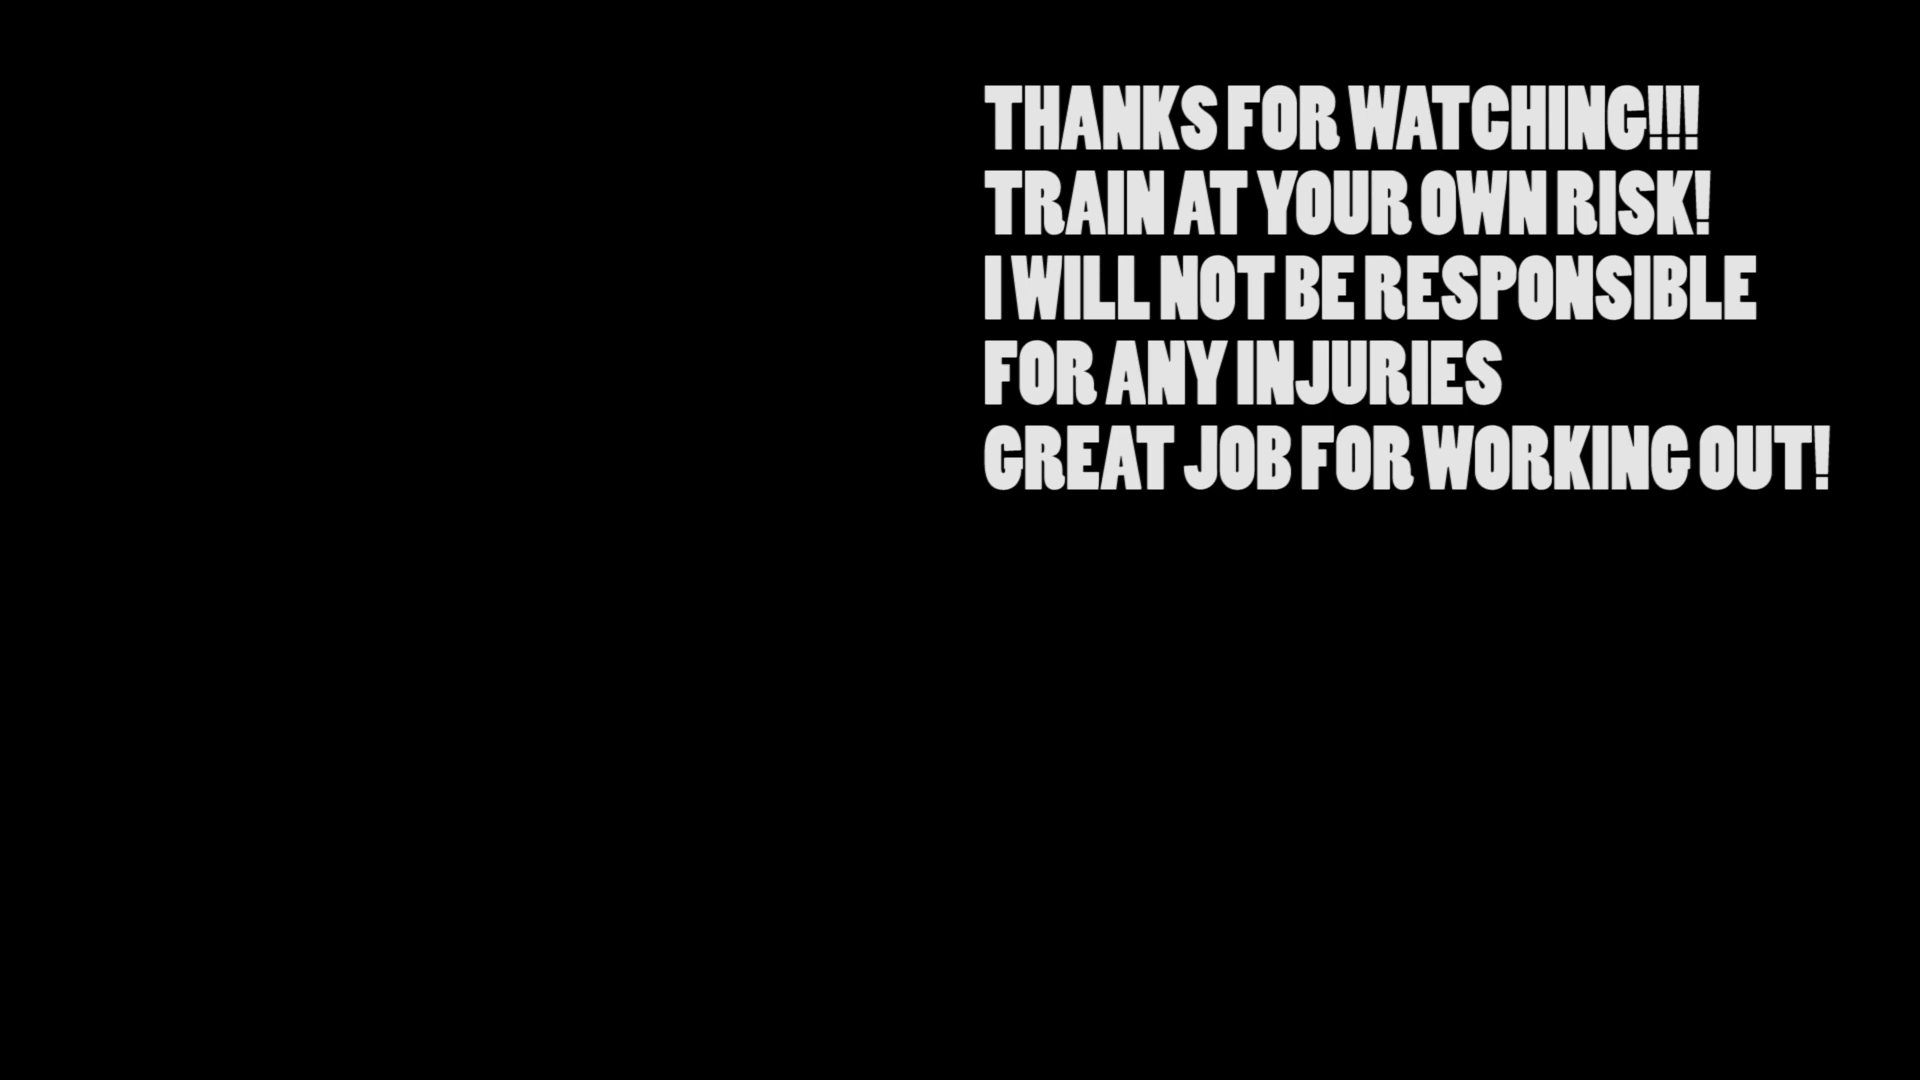 THANKS FOR WATCHING!!!
TRAIN AT YOUR OWN RISK!
I WILL NOT BE RESPONSIBLE
FOR ANY INJURIES
GREAT JOB FOR WORKING OUT!